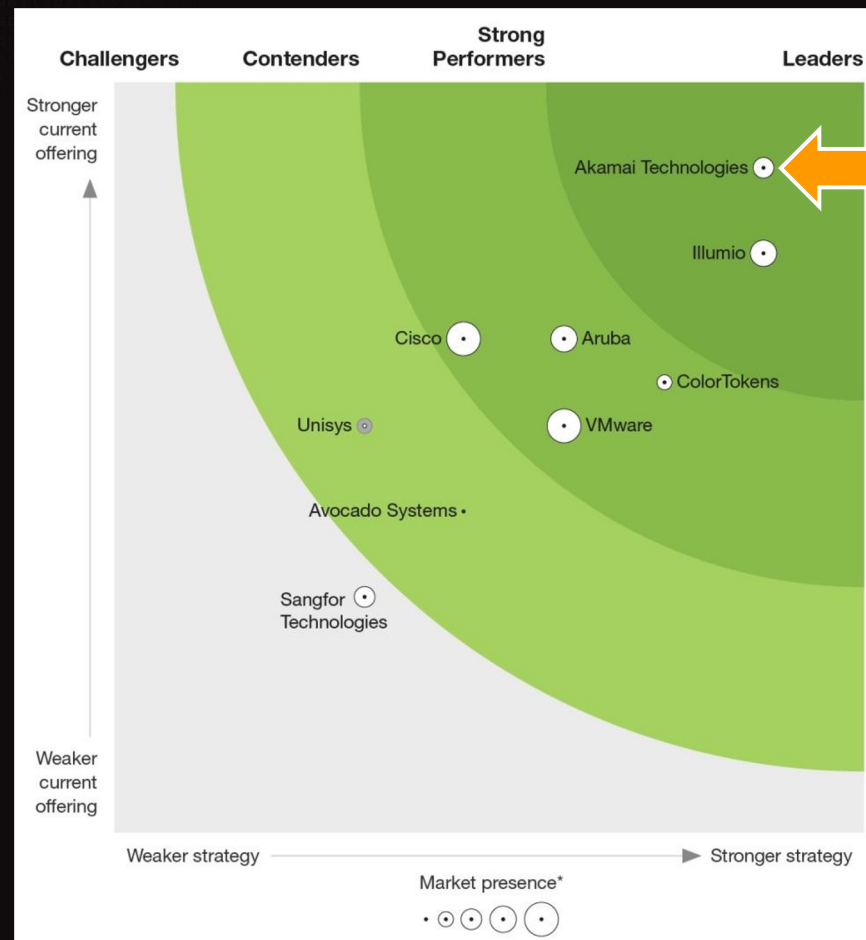 Challengers
Contenders
Strong
Performers
Leaders
Stronger
current
offering
Akamai Technologies
Illumio
Cisco
Aruba
ColorTokens
Unisys
VMware
Avocado Systems
Sangfor
Technologies
Weaker
current
offering
Weaker strategy
Stronger strategy
Market presence*